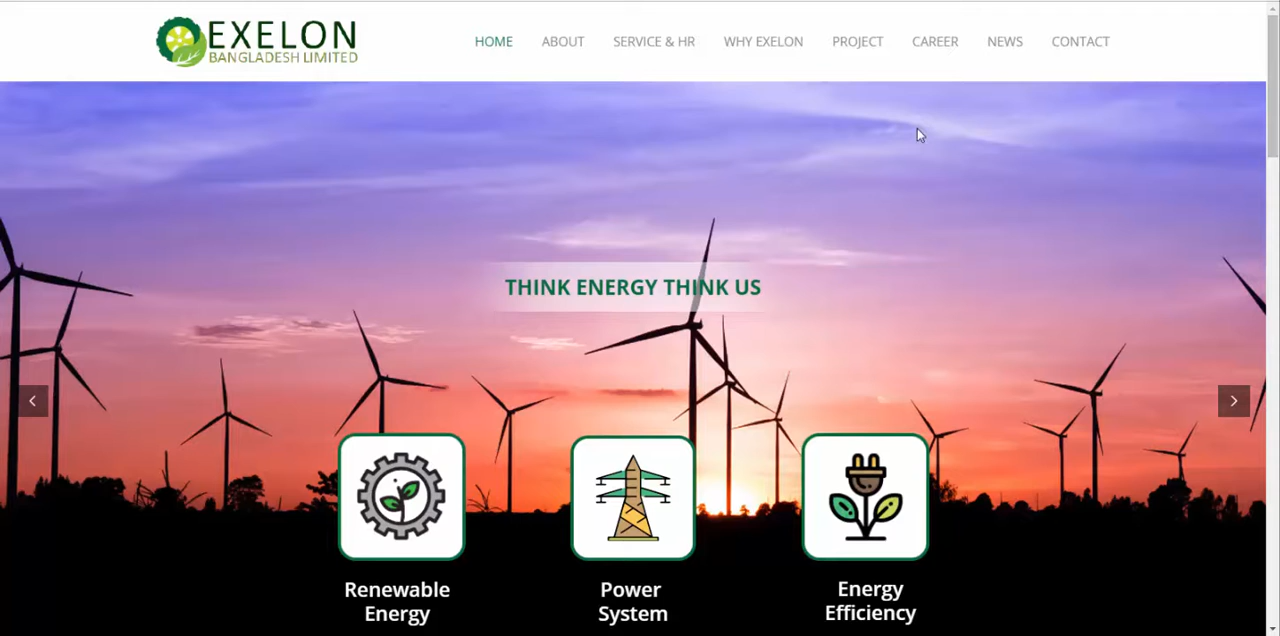 EXELON
BANGLADESH LIMITED
HOME ABOUT SERVICE & HR WHY EXELON PROJECT CAREER NEWS CONTACT
THINK ENERGY THINK US
Renewable
Energy
Power
System
Energy
Efficiency